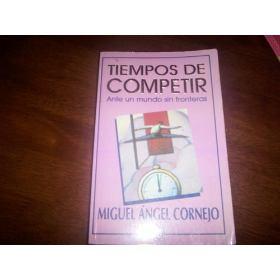 TIEMPOS DE
COMPETIR
Ante un mundo sin fronteras
MIGUEL ÁNGEL CORNEJO